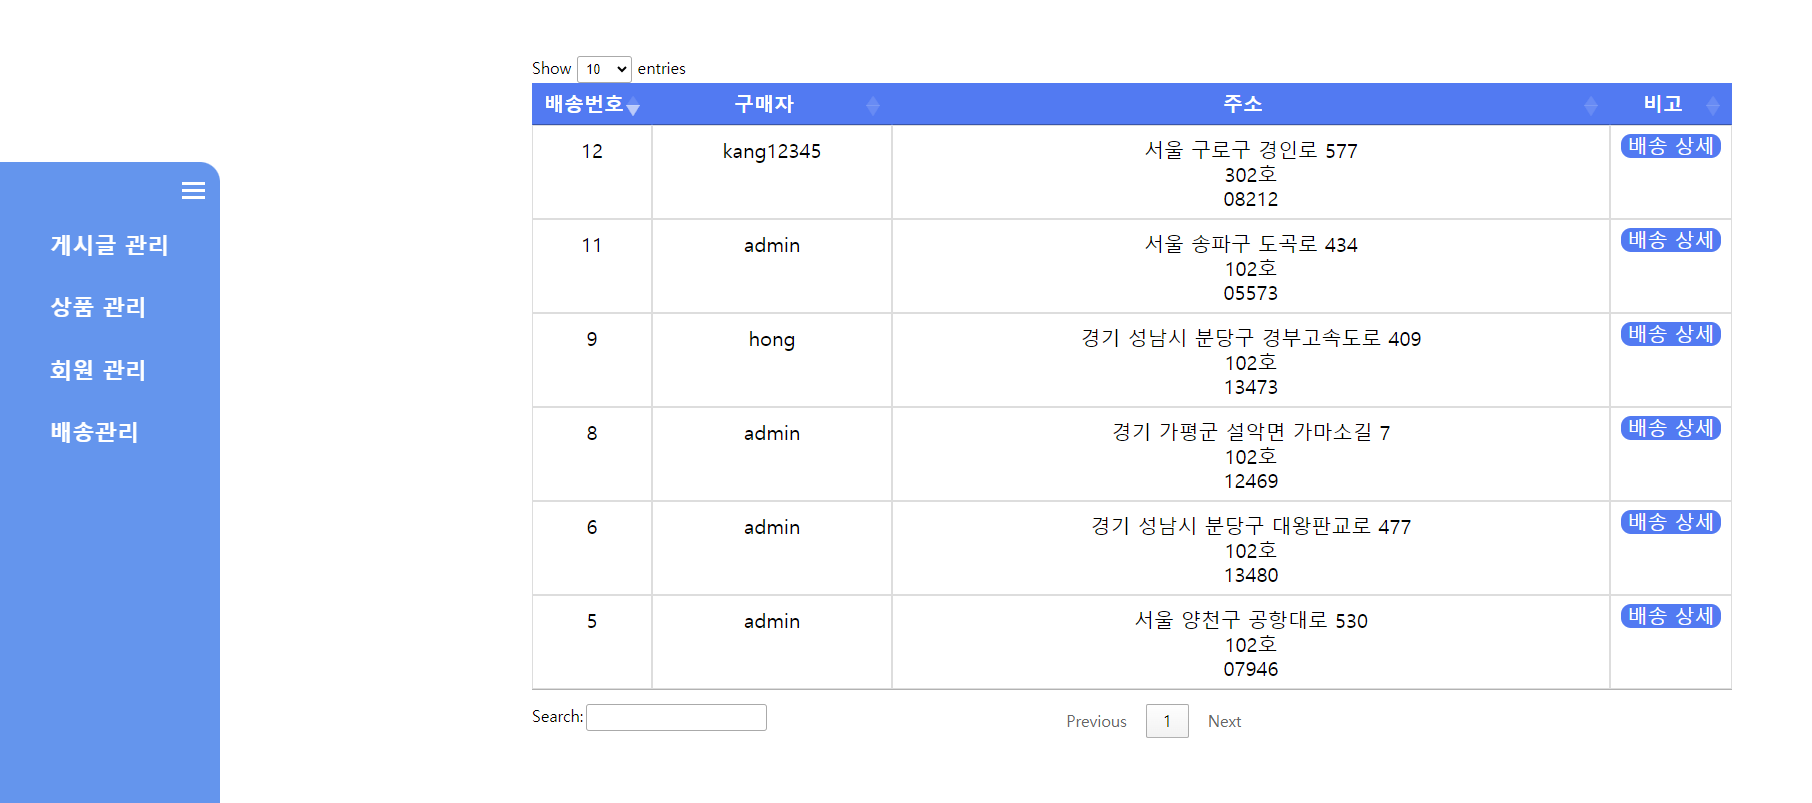 Show 10 entries
배송번호 구매자 주소 비고
12 kang12345 서울 구로구 경인로 577 배송 상세
302호
08212
11 admin 서울 송파구 도곡로 434 배송 상세
102호
05573
9 hong 경기 성남시 분당구 경부고속도로 409 배송 상세
102호
13473
8 admin 경기 가평군 설악면 가마소길 7 배송 상세
102호
12469
6 admin 경기 성남시 분당구 대왕판교로 477 배송 상세
102호
13480
5 admin 서울 양천구 공항대로 530 배송 상세
102호
07946
Search: Previous 1 Next
게시글 관리
상품 관리
회원 관리
배송관리